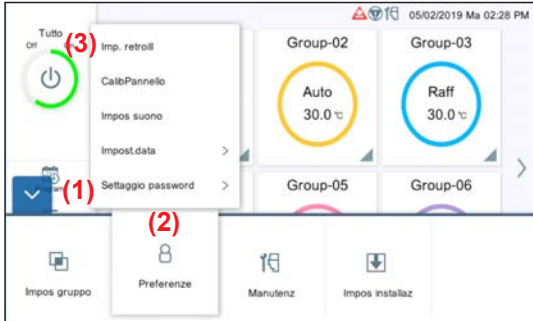 05/02/2019 Ma 02:28 PM
Tutto
Off
(3)
Imp. retroill
CalibPannello
Impos suono
Impost.data
Settaggio password
(1)
(2)
Group-02
Auto
30.0 °C
Group-03
Raff
30.0 °C
Group-05
Group-06
Impos gruppo
Preferenze
Manutenz
Impos installaz